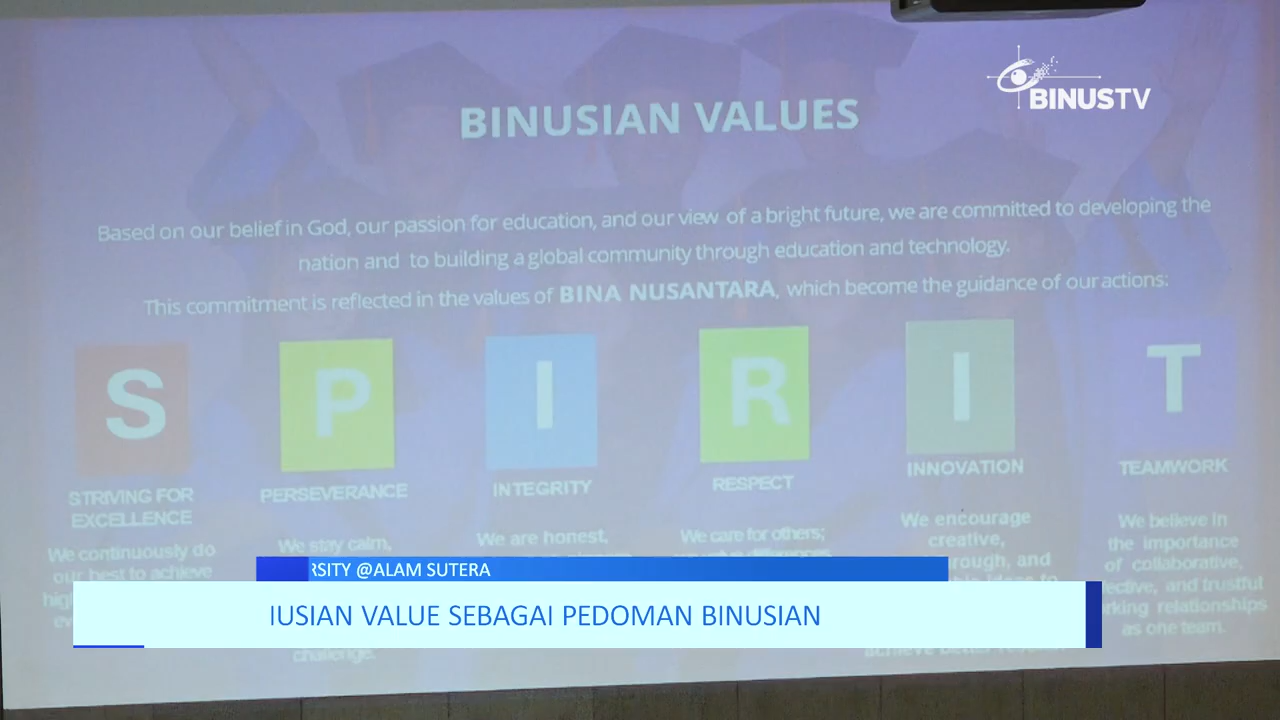 BINUSTV
BINUSIAN VALUES
Based on our belief in God, our passion for education, and our view of a bright future, we are committed to developing the
nation and to building a global community through education and technology.
This commitment is reflected in the values of BINA NUSANTARA, which become the guidance of our actions:
S P I R I T
STRIVING FOR
EXCELLENCE
We continuously do
our best to achieve
PERSEVERANCE
We stay calm,
challenge.
INTEGRITY
We are honest,
RESPECT
We care for others;
INNOVATION
We encourage
creative,
and
TEAMWORK
We believe in
the importance
of collaborative,
and trustful
relationships
as one team.
RSITY @ALAM SUTERA
USIAN VALUE SEBAGAI PEDOMAN BINUSIAN